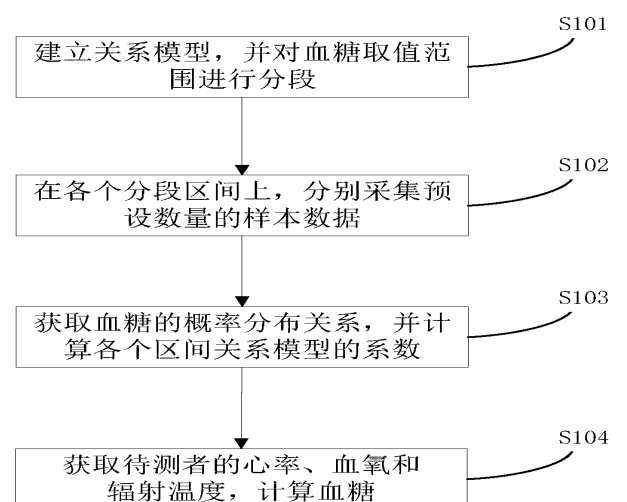 S101
建立关系模型，并对血糖取值范
围进行分段
S102
在各个分段区间上，分别采集预
设数量的样本数据
S103
获取血糖的概率分布关系，并计
算各个区间关系模型的系数
S104
获取待测者的心率、血氧和
辐射温度，计算血糖